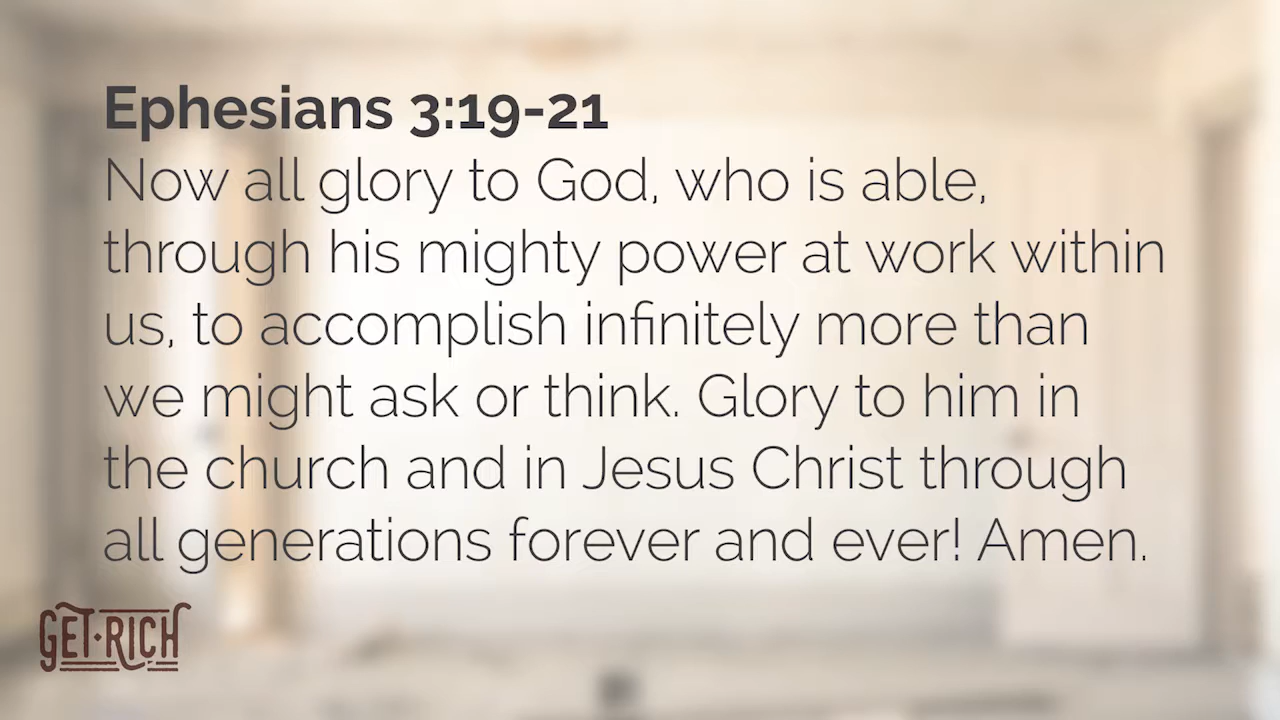 Ephesians 3:19-21
Now all glory to God, who is able,
through his mighty power at work within
us, to accomplish infinitely more than
we might ask or think. Glory to him in
the church and in Jesus Christ through
all generations forever and ever! Amen.
GET·RICH